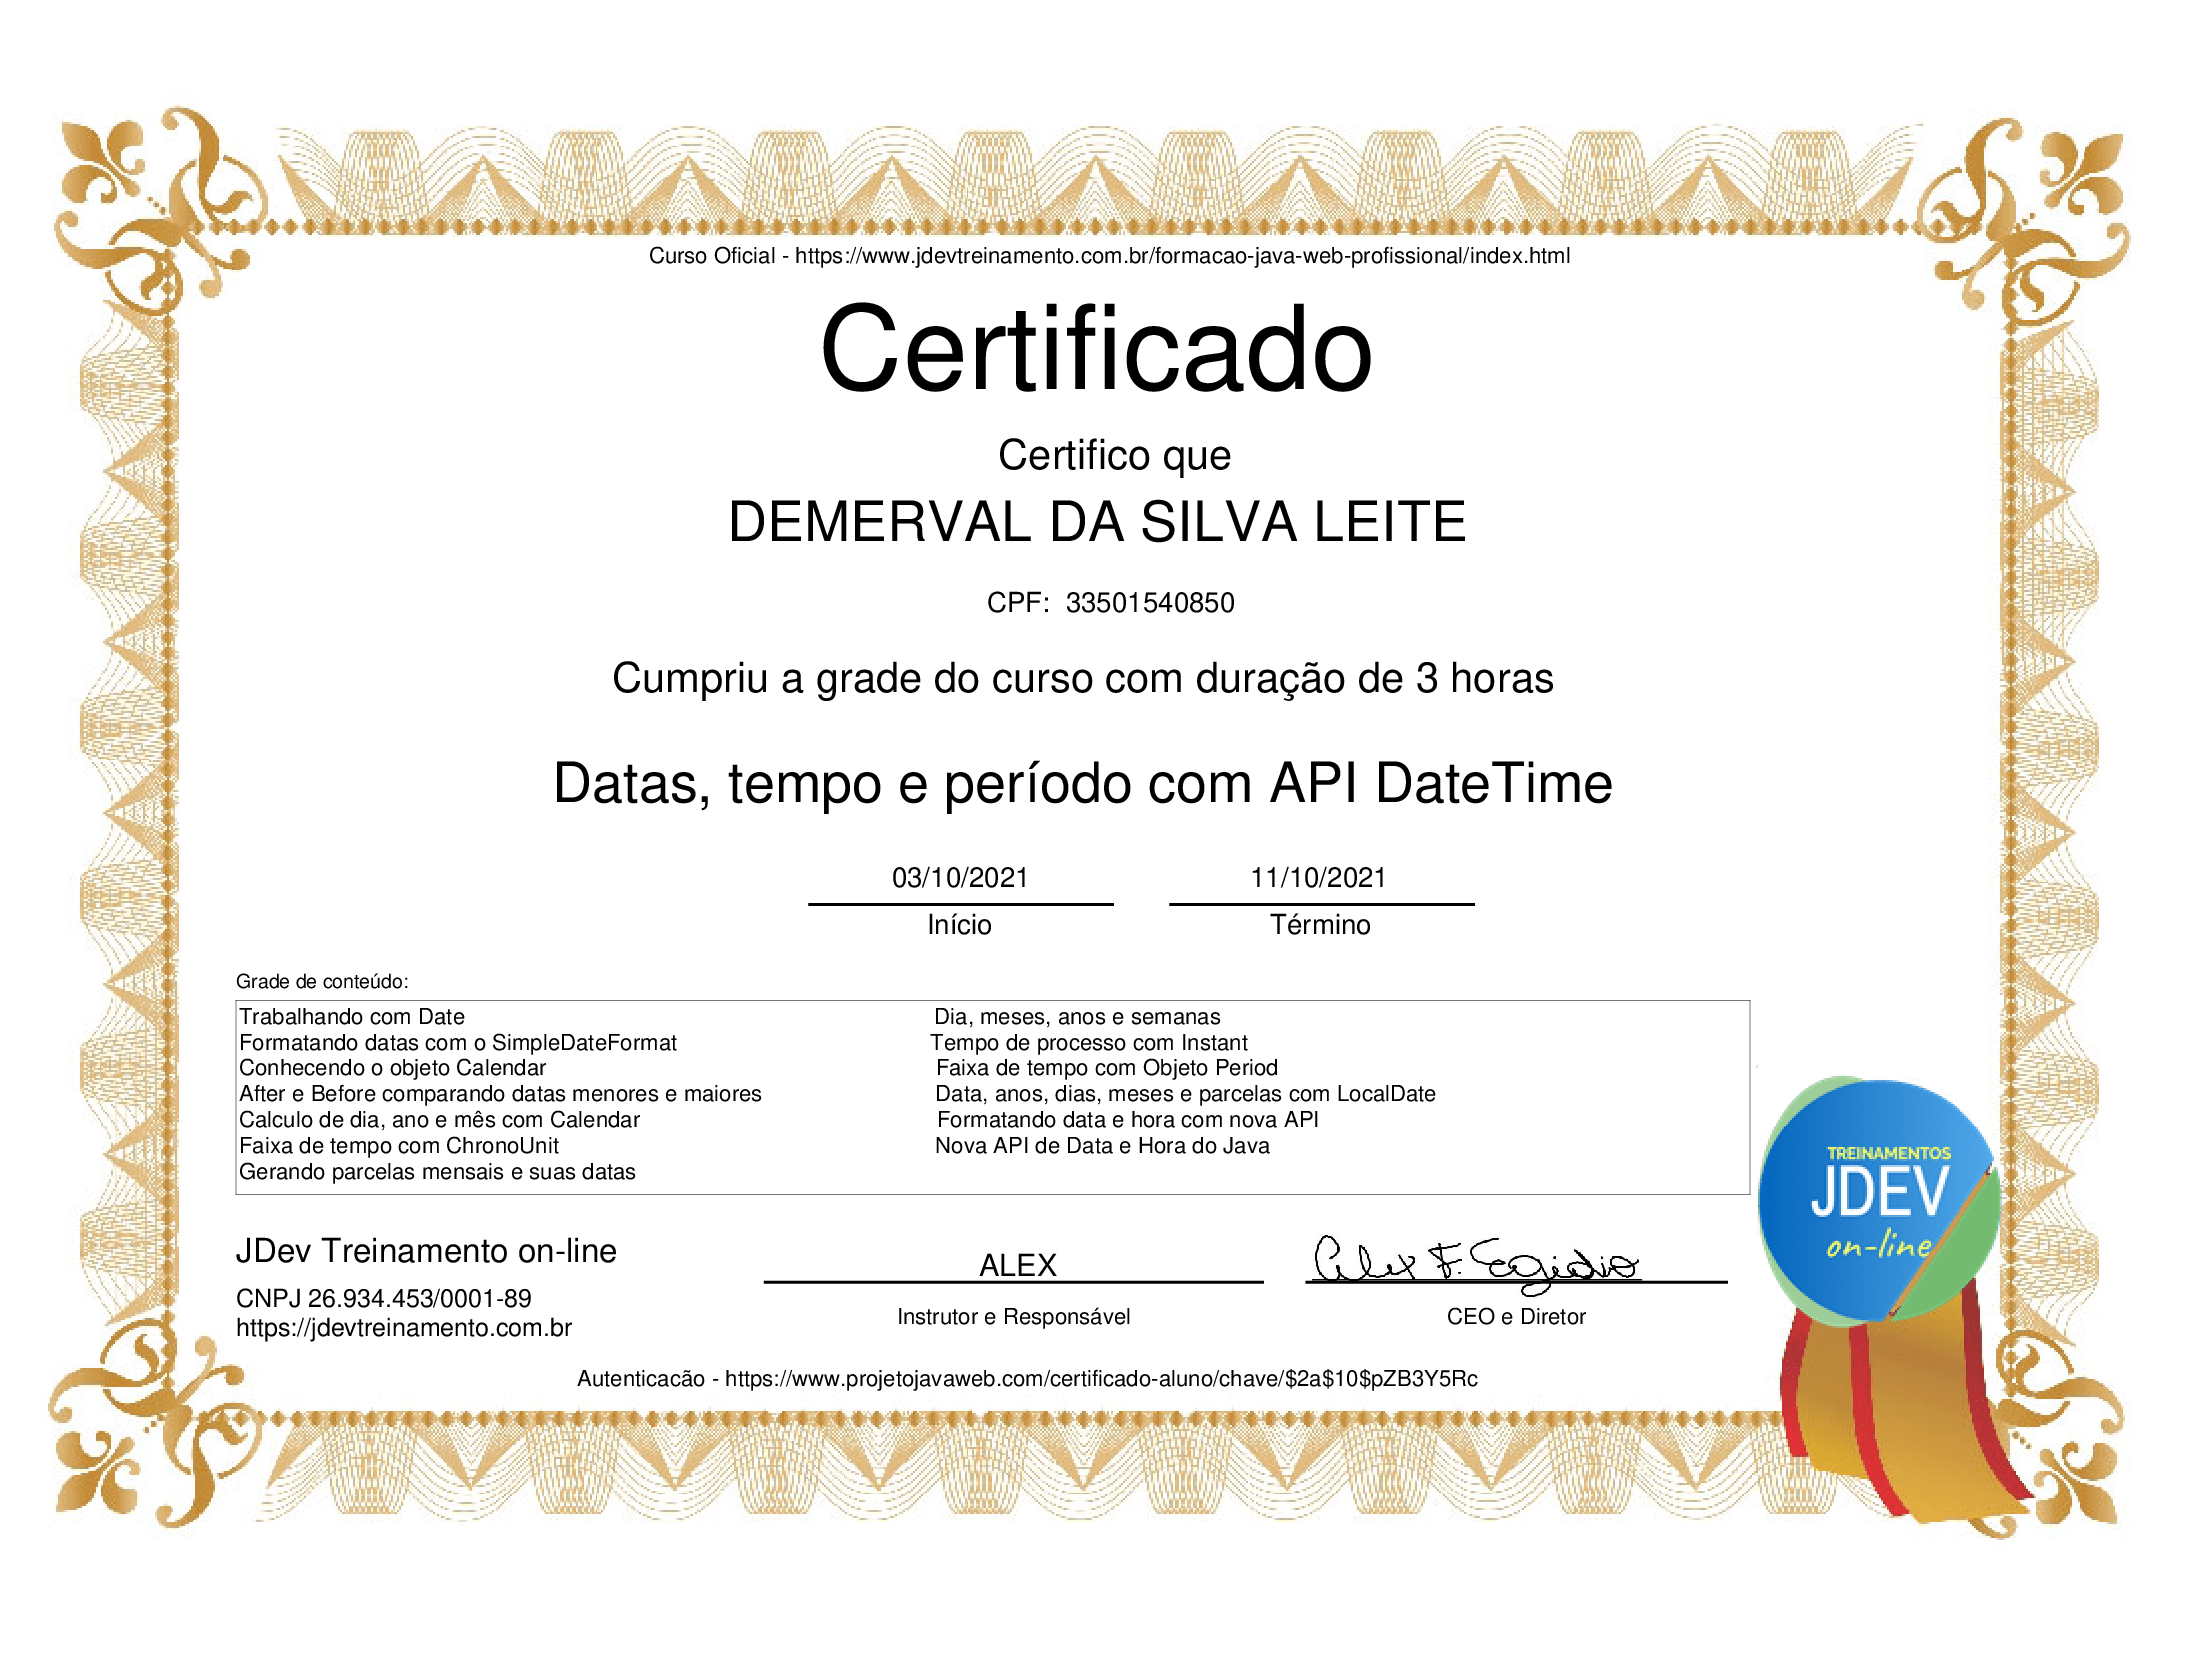 Curso Oficial - https://www.jdevtreinamento.com.br/formacao-java-web-profissional/index.html
Certificado
Certifico que
DEMERVAL DA SILVA LEITE
CPF: 33501540850
Cumpriu a grade do curso com duração de 3 horas
Datas, tempo e período com API DateTime
03/10/2021
Início
11/10/2021
Término
Grade de conteúdo:
Trabalhando com Date
Formatando datas com o SimpleDateFormat
Conhecendo o objeto Calendar
After e Before comparando datas menores e maiores
Calculo de dia, ano e mês com Calendar
Faixa de tempo com ChronoUnit
Gerando parcelas mensais e suas datas
Dia, meses, anos e semanas
Tempo de processo com Instant
Faixa de tempo com Objeto Period
Data, anos, dias, meses e parcelas com LocalDate
Formatando data e hora com nova API
Nova API de Data e Hora do Java
TREINAMENTOS
JDEV
on-line
JDev Treinamento on-line
CNPJ 26.934.453/0001-89
https://jdevtreinamento.com.br
ALEX
Instrutor e Responsável
Alex F. Egidio
CEO e Diretor
Autenticacão - https://www.projetojavaweb.com/certificado-aluno/chave/$2a$10$pZB3Y5Rc